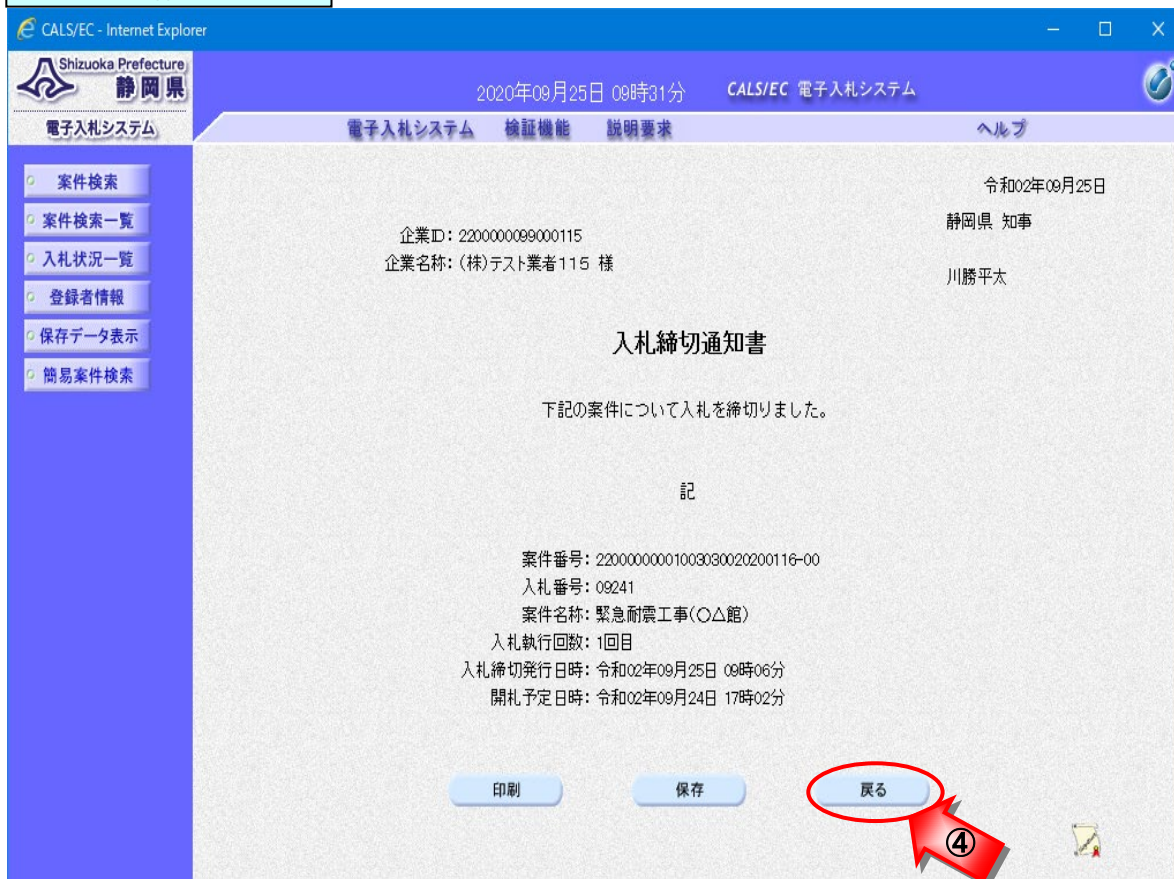 CALS/EC - Internet Explorer
Shizuoka Prefecture
静岡県
2020年09月25日 09時31分 CALS/EC 電子入札システム
電子入札システム
電子入札システム 検証機能 説明要求 ヘルプ
案件検索
案件検索一覧
入札状況一覧
登録者情報
保存データ表示
簡易案件検索
令和02年09月25日
静岡県 知事
企業ID:2200000099000115
企業名称:(株)テスト業者115 様
川勝平太
入札締切通知書
下記の案件について入札を締切りました。
記
案件番号:2200000000100303002020​0116-00
入札番号:09241
案件名称:緊急耐震工事(○△館)
入札執行回数:1回目
入札締切発行日時:令和02年09月25日 09時06分
開札予定日時:令和02年09月24日 17時02分
印刷 保存 戻る
④